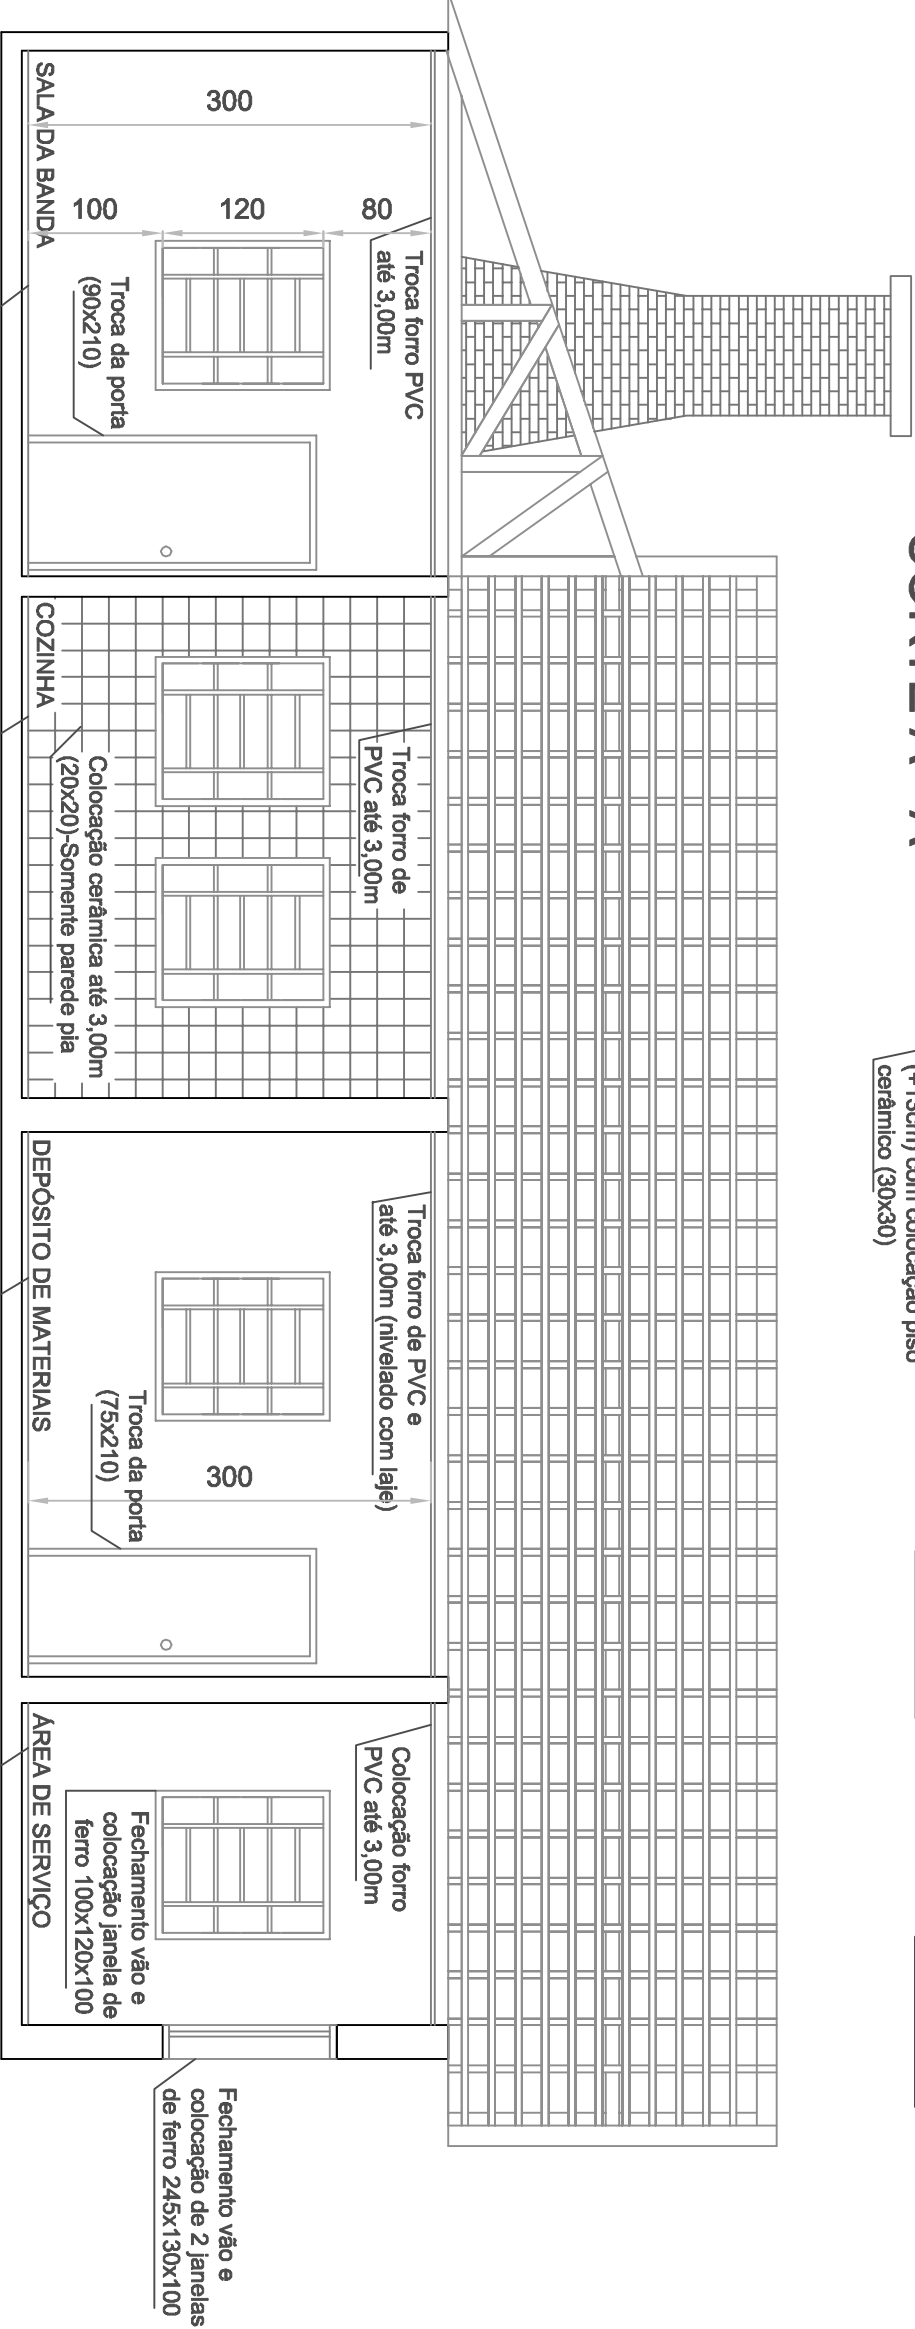 300
SALA DA BANDA
100
120
80
Troca forro PVC
até 3,00m
Troca da porta
(90x210)
COZINHA
Troca forro de
PVC até 3,00m
Colocação cerâmica até 3,00m
(20x20)-Somente parede pia
cerâmico (30x30)
DEPÓSITO DE MATERIAIS
Troca forro de PVC e
até 3,00m (nivelado com laje)
Troca da porta
(75x210)
300
ÁREA DE SERVIÇO
Colocação forro
PVC até 3,00m
Fechamento vão e
colocação janela de
ferro 100x120x100
Fechamento vão e
colocação de 2 janelas
de ferro 245x130x100